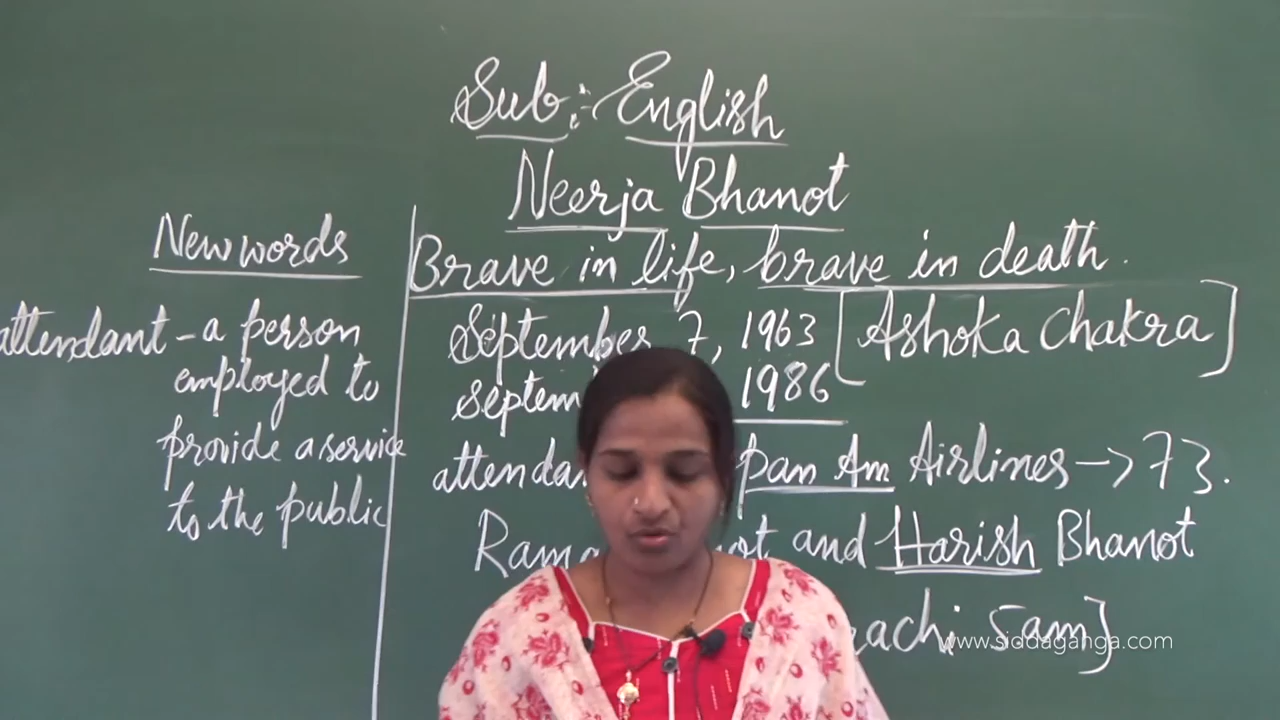 Sub:- English
Neerja Bhanot
New words
attendant - a person
employed to
provide a service
to the public
Brave in life, brave in death.
September 7, 1963 [Ashoka Chakra]
1986
pan Am Airlines → 73.
and Harish Bhanot
5am]
www.siddaganga.com